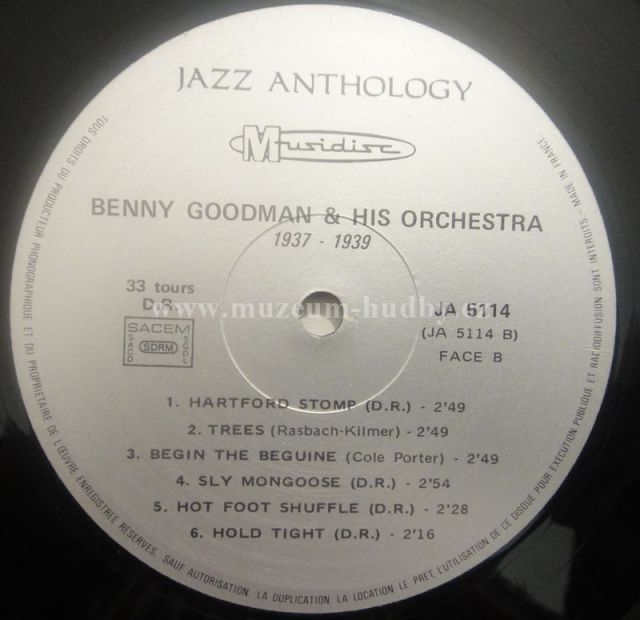 JAZZ ANTHOLOGY
Musidisc
BENNY GOODMAN & HIS ORCHESTRA
1937 - 1939
33 tours
D.R.
SACEM
SACD
SDRM
SGDL
JA 5114
(JA 5114 B)
FACE B
www.muzeum-hudby.cz
1. HARTFORD STOMP (D.R.) - 2'49
2. TREES (Rasbach-Kilmer) - 2'49
3. BEGIN THE BEGUINE (Cole Porter) - 2'49
4. SLY MONGOOSE (D.R.) - 2'54
5. HOT FOOT SHUFFLE (D.R.) - 2'28
6. HOLD TIGHT (D.R.) - 2'16
TOUS DROITS DU PRODUCTEUR PHONOGRAPHIQUE ET DU PROPRIETAIRE DE L'ŒUVRE ENREGISTREE RESERVES. SAUF AUTORISATION, LA DUPLICATION, LA LOCATION, LE PRET, L'UTILISATION DE CE DISQUE POUR EXECUTION PUBLIQUE ET RADIODIFFUSION SONT INTERDITS - MADE IN FRANCE.